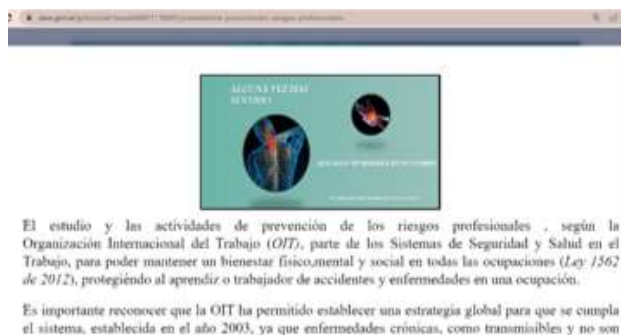 ALGUNA VEZ HAZ
El estudio y las actividades de prevención de los riesgos profesionales , según la
Organización Internacional del Trabajo (OIT), parte de los Sistemas de Seguridad y Salud en el
Trabajo, para poder mantener un bienestar físico,mental y social en todas las ocupaciones (Ley 1562
de 2012), protegiéndo al aprendiz o trabajador de accidentes y enfermedades en una ocupación.
Es importante reconocer que la OIT ha permitido establecer una estrategia global para que se cumpla
el sistema, establecida en el año 2003, ya que enfermedades crónicas, como transmisibles y no son